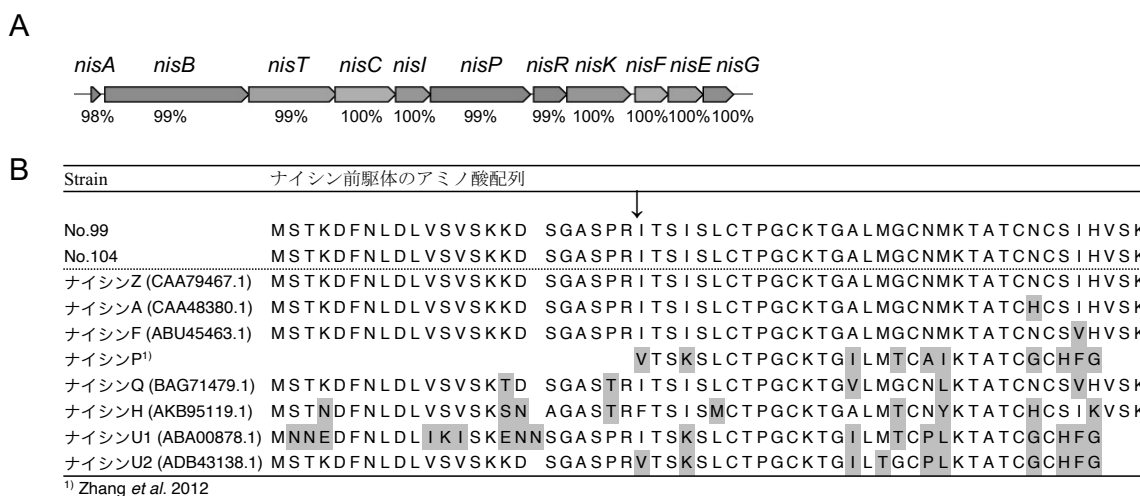 A
nisA nisB nisT nisC nisI nisP nisR nisK nisF nisE nisG
98% 99% 99% 100% 100% 99% 99% 100% 100% 100% 100%
B
Strain ナイシン前駆体のアミノ酸配列
No.99 MSTKDFNLDLVSVSKKD SGASPRITSISLCTPGCKTGALMGCNMKTATCNCSIHVSK
No.104 MSTKDFNLDLVSVSKKD SGASPRITSISLCTPGCKTGALMGCNMKTATCNCSIHVSK
ナイシンZ (CAA79467.1) MSTKDFNLDLVSVSKKD SGASPRITSISLCTPGCKTGALMGCNMKTATCNCSIHVSK
ナイシンA (CAA48380.1) MSTKDFNLDLVSVSKKD SGASPRITSISLCTPGCKTGALMGCNMKTATCHCSIHVSK
ナイシンF (ABU45463.1) MSTKDFNLDLVSVSKKD SGASPRITSISLCTPGCKTGALMGCNMKTATCNCSVHVSK
ナイシンP1) VTSKSLCTPGCKTGILMTCAIKTATCGCHFG
ナイシンQ (BAG71479.1) MSTKDFNLDLVSVSKTD SGASTRITSISLCTPGCKTGVLMGCNLKTATCNCSVHVSK
ナイシンH (AKB95119.1) MSTNDFNLDLVSVSKSN AGASTRFTSISMCTPGCKTGALMTCNYKTATCHCSIKVSK
ナイシンU1 (ABA00878.1) MNNEDFNLDLIKISKENNSGASPRITSKSLCTPGCKTGILMTCPLKTATCGCHFG
ナイシンU2 (ADB43138.1) MSTKDFNLDLVSVSKKD SGASPRVTSKSLCTPGCKTGILTGCPLKTATCGCHFG
1) Zhang et al. 2012